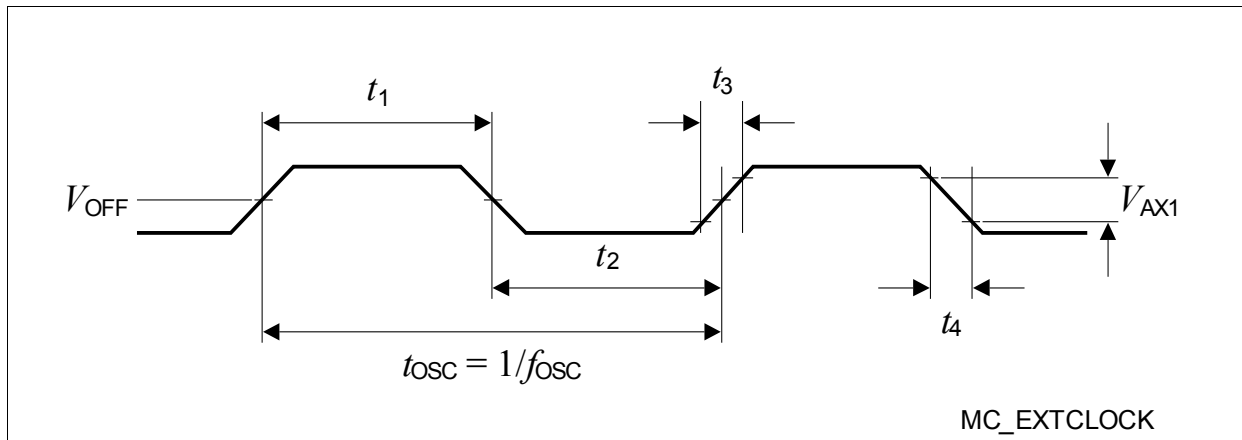 t1
t3
VOFF
VAX1
t2
t4
tOSC = 1/fOSC
MC_EXTCLOCK